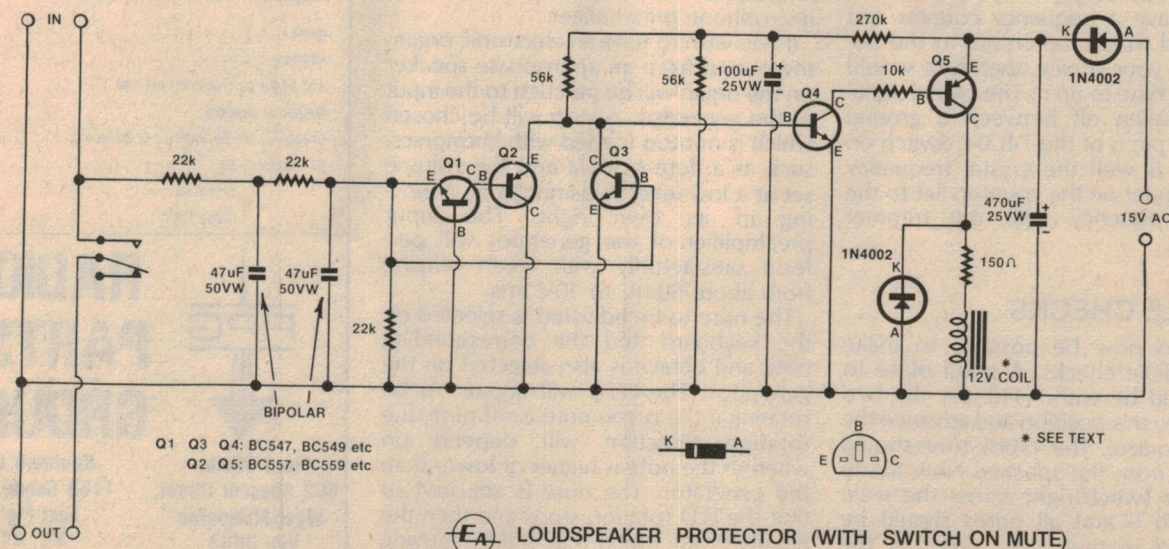 IN
270k
K
A
1N4002
56k
56k
100uF
25VW
Q4
10k
Q5
E
B
C
C
B
E
22k
22k
Q1
E
C
B
Q2
B
E
C
Q3
C
B
E
470uF
25VW
15V AC
1N4002
K
A
150Ω
47uF
50VW
47uF
50VW
22k
12V COIL
*
BIPOLAR
* SEE TEXT
Q1 Q3 Q4: BC547, BC549 etc
Q2 Q5: BC557, BC559 etc
K
A
B
E
C
OUT
EA LOUDSPEAKER PROTECTOR (WITH SWITCH ON MUTE)